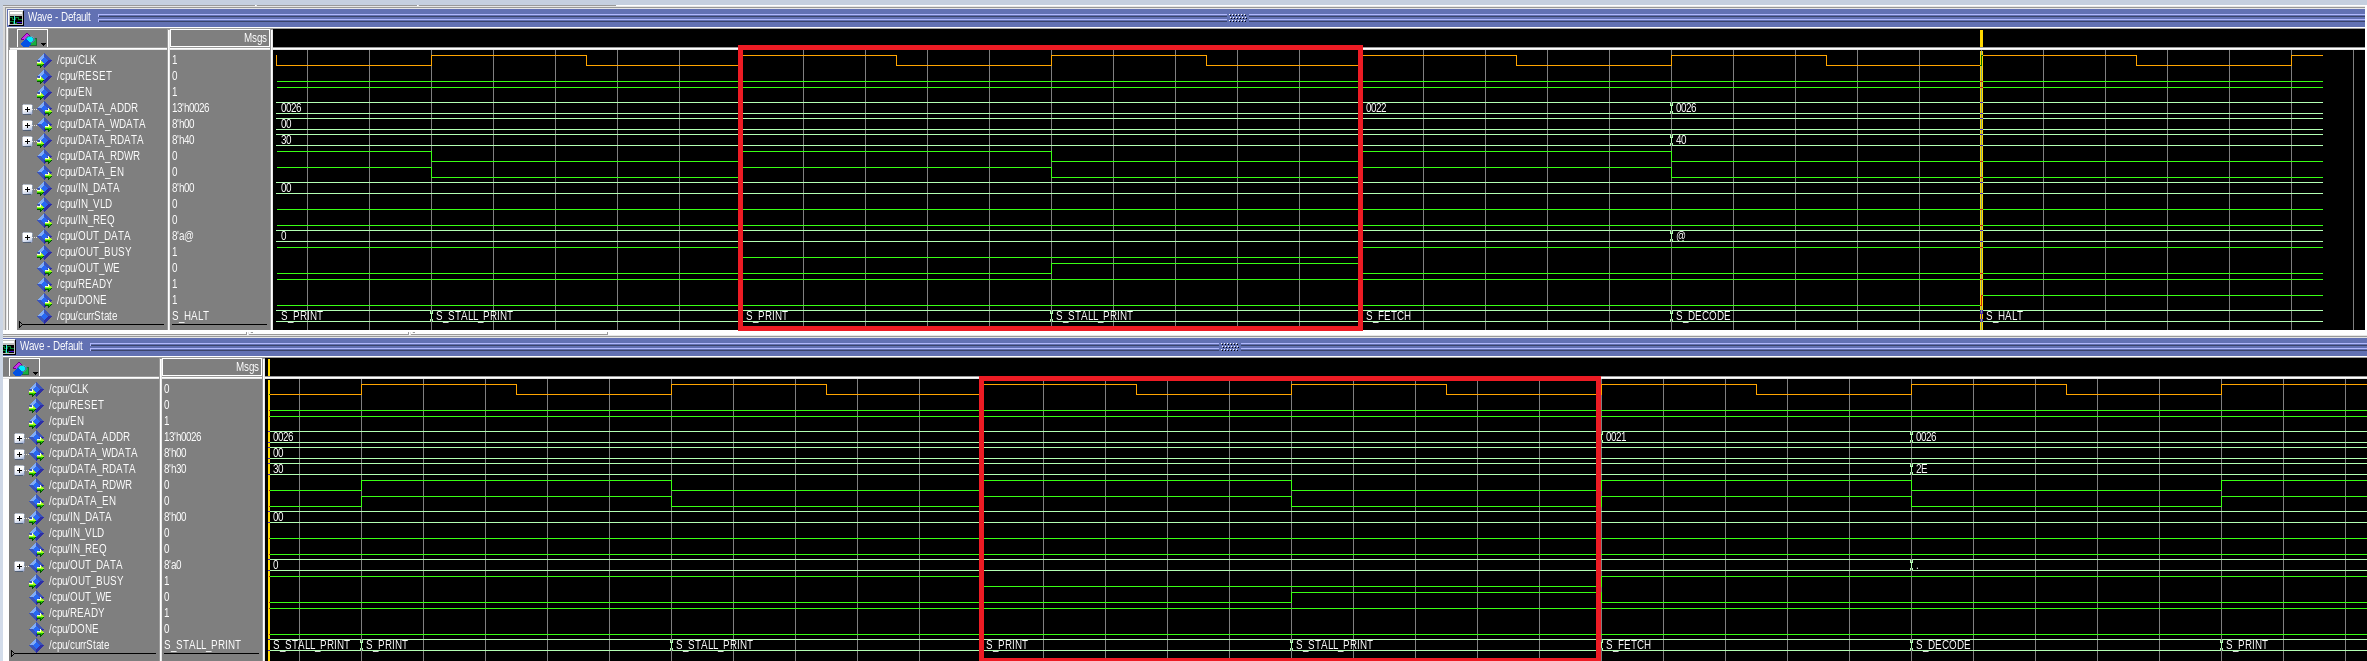 Wave - Default
Msgs
/cpu/CLK 1
/cpu/RESET 0
/cpu/EN 1
/cpu/DATA_ADDR 13'h0026 0026 0022 0026
/cpu/DATA_WDATA 8'h00 00
/cpu/DATA_RDATA 8'h40 30 40
/cpu/DATA_RDWR 0
/cpu/DATA_EN 0
/cpu/IN_DATA 8'h00 00
/cpu/IN_VLD 0
/cpu/IN_REQ 0
/cpu/OUT_DATA 8'a@ 0 @
/cpu/OUT_BUSY 1
/cpu/OUT_WE 0
/cpu/READY 1
/cpu/DONE 1
/cpu/currState S_HALT S_PRINT S_STALL_PRINT S_PRINT S_STALL_PRINT S_FETCH S_DECODE S_HALT
Wave - Default
Msgs
/cpu/CLK 0
/cpu/RESET 0
/cpu/EN 1
/cpu/DATA_ADDR 13'h0026 0026 0021 0026
/cpu/DATA_WDATA 8'h00 00
/cpu/DATA_RDATA 8'h30 30 2E
/cpu/DATA_RDWR 0
/cpu/DATA_EN 0
/cpu/IN_DATA 8'h00 00
/cpu/IN_VLD 0
/cpu/IN_REQ 0
/cpu/OUT_DATA 8'a0 0 .
/cpu/OUT_BUSY 1
/cpu/OUT_WE 0
/cpu/READY 1
/cpu/DONE 0
/cpu/currState S_STALL_PRINT S_STALL_PRINT S_PRINT S_STALL_PRINT S_PRINT S_STALL_PRINT S_FETCH S_DECODE S_PRINT